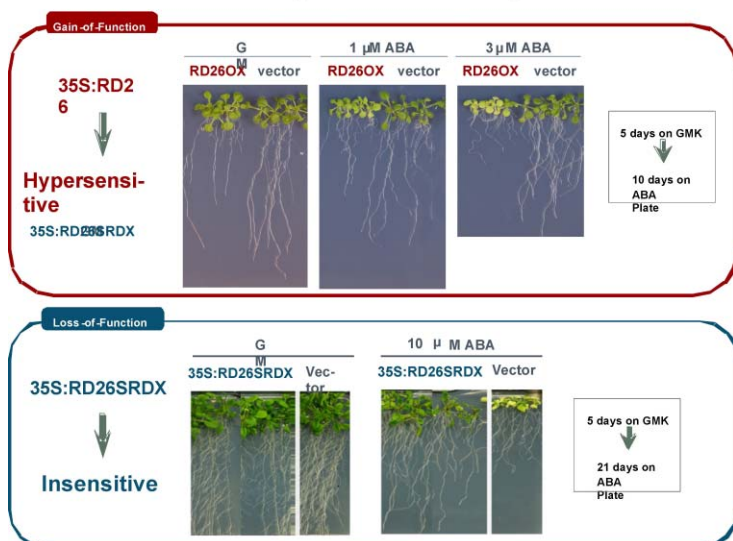 Gain-of-Function
G
M
1 µM ABA
3 µM ABA
RD26OX vector
RD26OX vector
RD26OX vector
35S:RD2
6
Hypersensi-
tive
5 days on GMK
10 days on
ABA
Plate
Loss-of-Function
G
M
10 µ M ABA
35S:RD26SRDX
Vec-
tor
35S:RD26SRDX
Vector
35S:RD26SRDX
Insensitive
5 days on GMK
21 days on
ABA
Plate